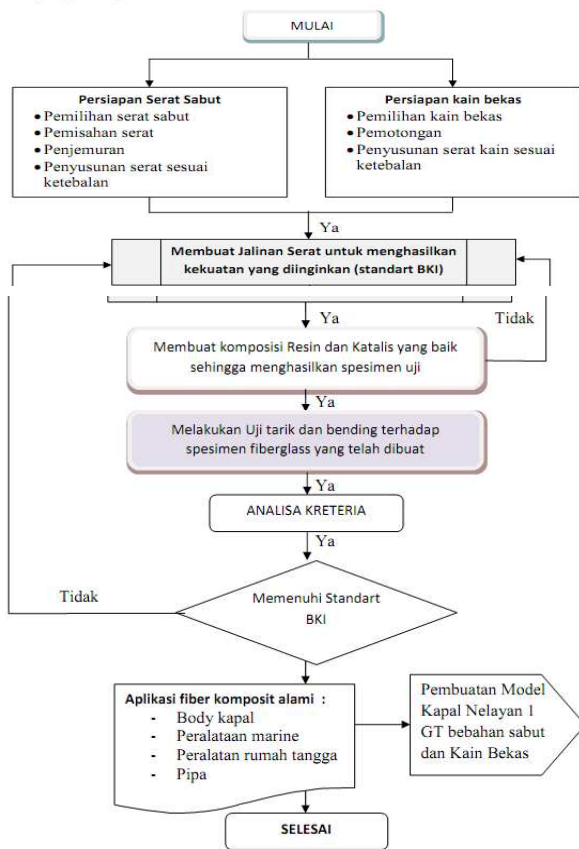 MULAI
Persiapan Serat Sabut
• Pemilihan serat sabut
• Pemisahan serat
• Penjemuran
• Penyusunan serat sesuai
ketebalan
Persiapan kain bekas
• Pemilihan kain bekas
• Pemotongan
• Penyusunan serat kain sesuai
ketebalan
Ya
Membuat Jalinan Serat untuk menghasilkan
kekuatan yang diinginkan (standart BKI)
Ya
Tidak
Membuat komposisi Resin dan Katalis yang baik
sehingga menghasilkan spesimen uji
Ya
Melakukan Uji tarik dan bending terhadap
spesimen fiberglass yang telah dibuat
Ya
ANALISA KRETERIA
Ya
Tidak
Memenuhi Standart
BKI
Aplikasi fiber komposit alami :
- Body kapal
- Peralataan marine
- Peralatan rumah tangga
- Pipa
Pembuatan Model
Kapal Nelayan 1
GT bebahan sabut
dan Kain Bekas
SELESAI